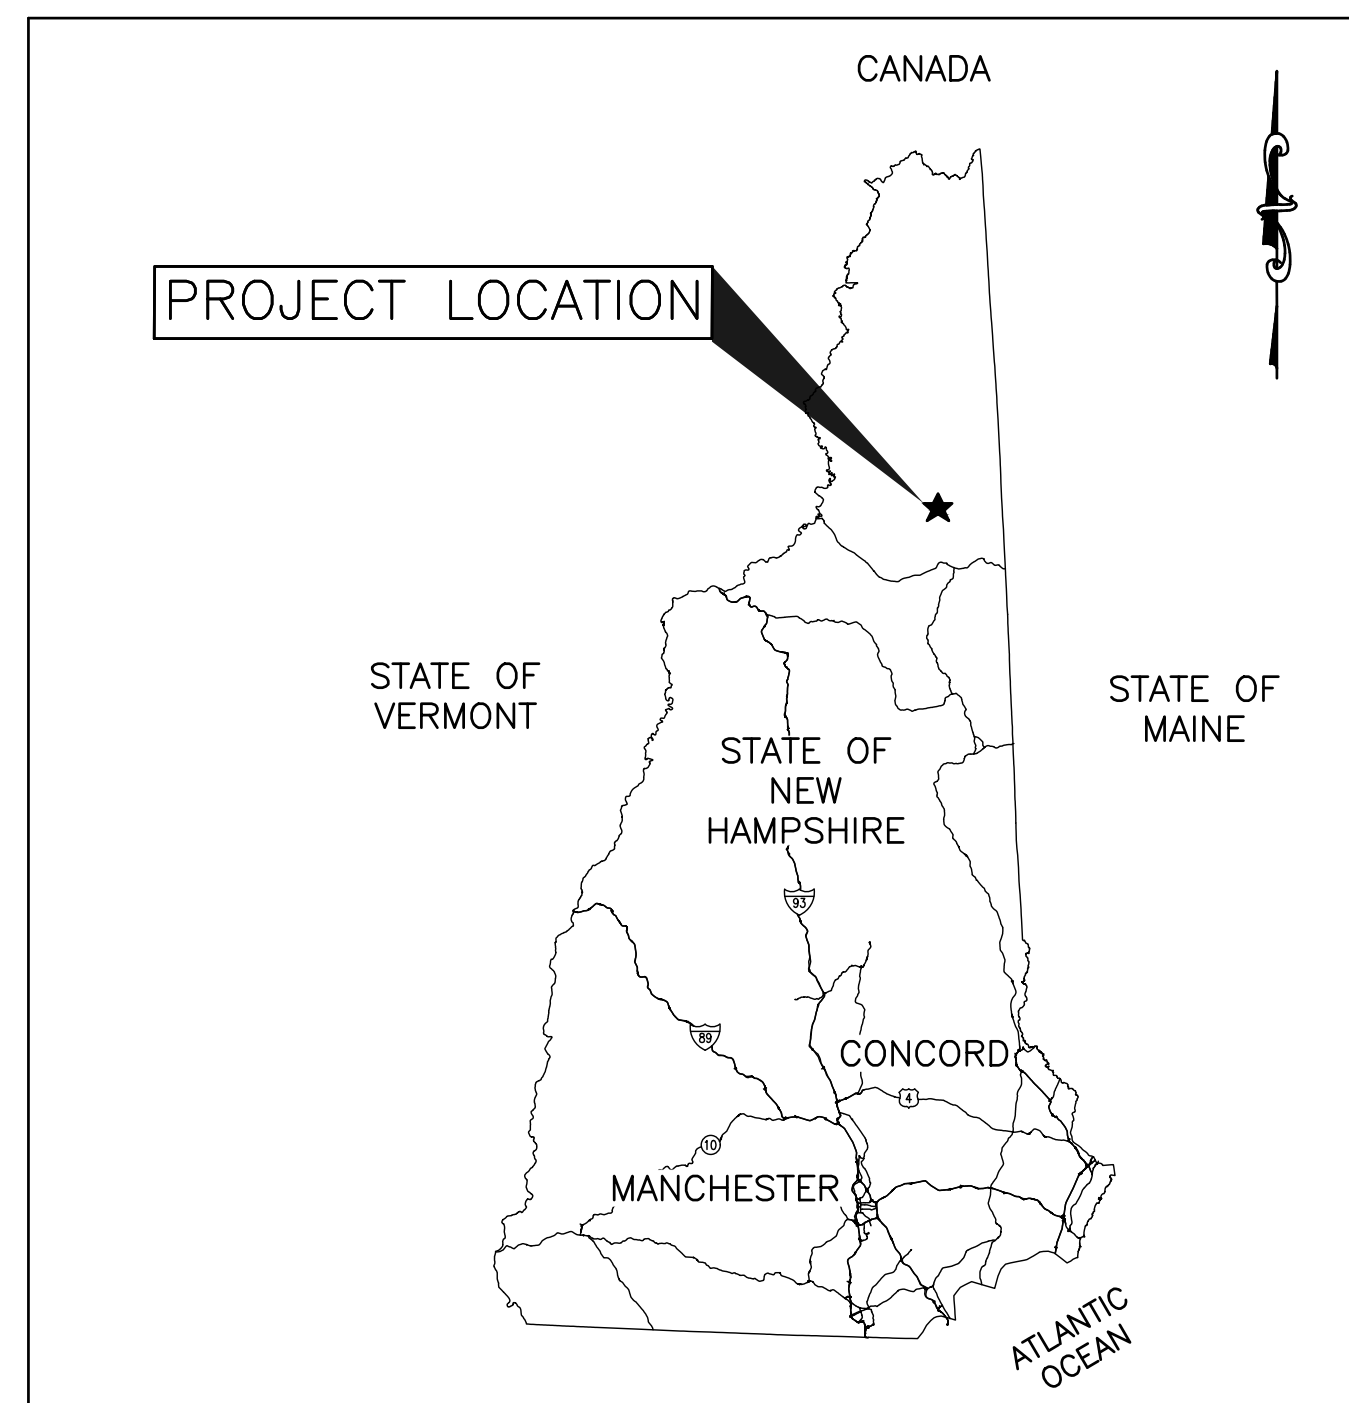 CANADA
PROJECT LOCATION
STATE OF
VERMONT
STATE OF
MAINE
STATE OF
NEW
HAMPSHIRE
93
89
CONCORD
4
10
MANCHESTER
ATLANTIC
OCEAN